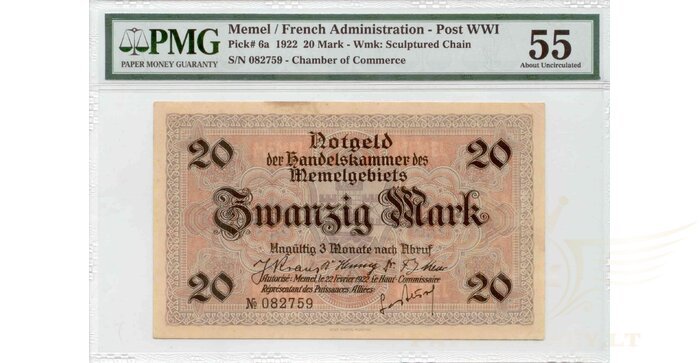 PMG
PAPER MONEY GUARANTY
Memel / French Administration - Post WWI
Pick# 6a 1922 20 Mark - Wmk: Sculptured Chain
S/N 082759 - Chamber of Commerce
55
About Uncirculated
Notgeld
20 der Handelskammer des 20
Memelgebiets
Zwanzig Mark
Ungültig 3 Monate nach Abruf
Autorisé: Memel, le 22 Février 1922. Le Haut-Commissaire
Représentant des Puissances Alliées:
20 20
№ 082759